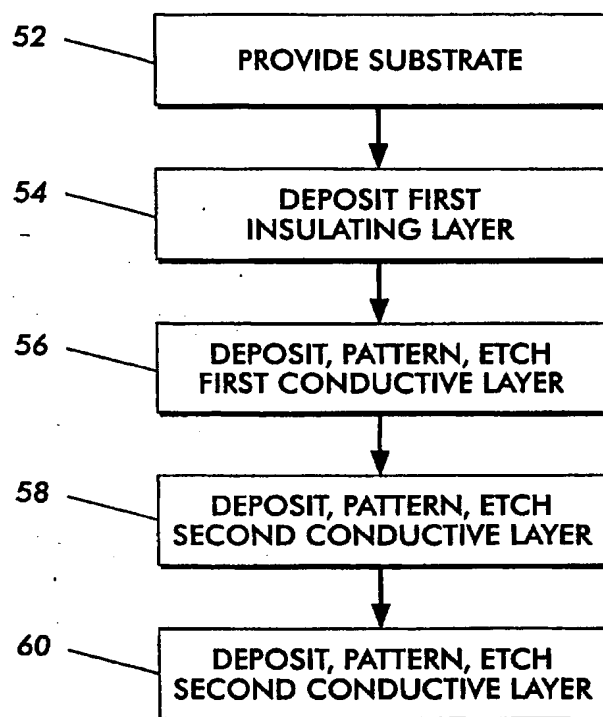 52
PROVIDE SUBSTRATE
54
DEPOSIT FIRST
INSULATING LAYER
56
DEPOSIT, PATTERN, ETCH
FIRST CONDUCTIVE LAYER
58
DEPOSIT, PATTERN, ETCH
SECOND CONDUCTIVE LAYER
60
DEPOSIT, PATTERN, ETCH
SECOND CONDUCTIVE LAYER